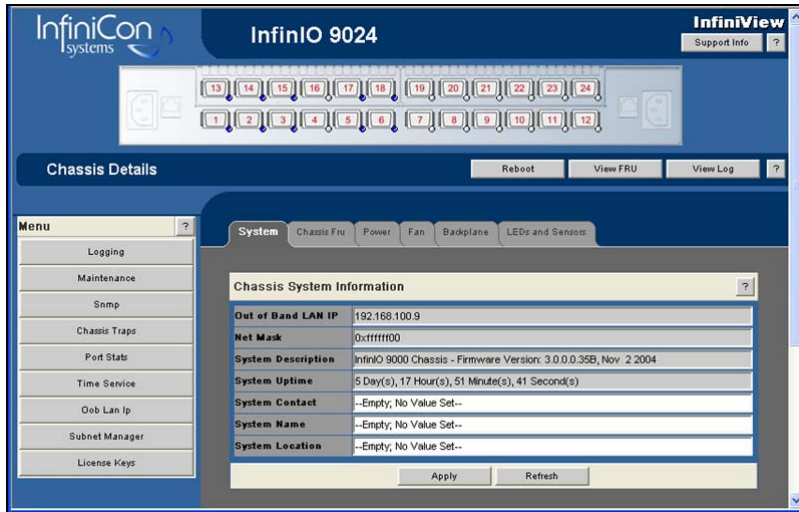 InfiniCon
systems
InfinIO 9024
InfiniView
Support Info ?
13 14 15 16 17 18 19 20 21 22 23 24
1 2 3 4 5 6 7 8 9 10 11 12
Chassis Details
Reboot View FRU View Log ?
Menu ?
Logging
Maintenance
Snmp
Chassis Traps
Port Stats
Time Service
Oob Lan Ip
Subnet Manager
License Keys
System Chassis Fru Power Fan Backplane LEDs and Sensors
Chassis System Information ?
Out of Band LAN IP 192.168.100.9
Net Mask 0xffffff00
System Description InfinIO 9000 Chassis - Firmware Version: 3.0.0.0.35B, Nov 2 2004
System Uptime 5 Day(s), 17 Hour(s), 51 Minute(s), 41 Second(s)
System Contact --Empty; No Value Set--
System Name --Empty; No Value Set--
System Location --Empty; No Value Set--
Apply Refresh